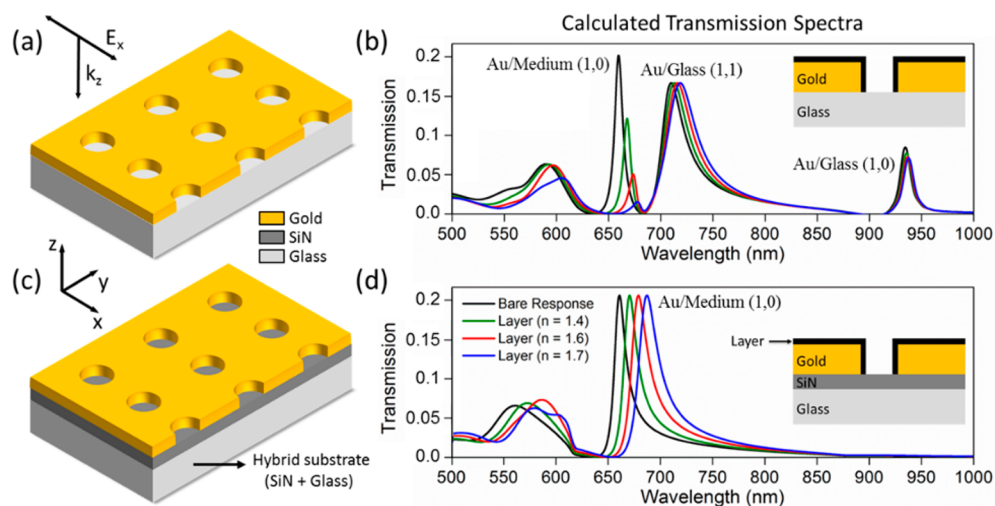 Calculated Transmission Spectra
(a)
Ex
kz
Gold
SiN
Glass
(b)
Transmission
0.2
0.15
0.1
0.05
0.0
Au/Medium (1,0)
Au/Glass (1,1)
Au/Glass (1,0)
Gold
Glass
500 550 600 650 700 750 800 850 900 950 1000
Wavelength (nm)
(c)
z
y
x
Hybrid substrate
(SiN + Glass)
(d)
Transmission
0.2
0.15
0.1
0.05
0.0
Bare Response
Layer (n = 1.4)
Layer (n = 1.6)
Layer (n = 1.7)
Au/Medium (1,0)
Layer
Gold
SiN
Glass
500 550 600 650 700 750 800 850 900 950 1000
Wavelength (nm)